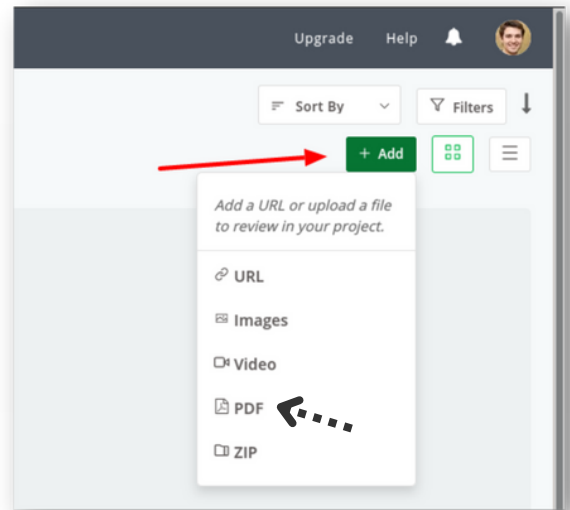 Upgrade Help
Sort By Filters
+ Add
Add a URL or upload a file
to review in your project.
URL
Images
Video
PDF
ZIP